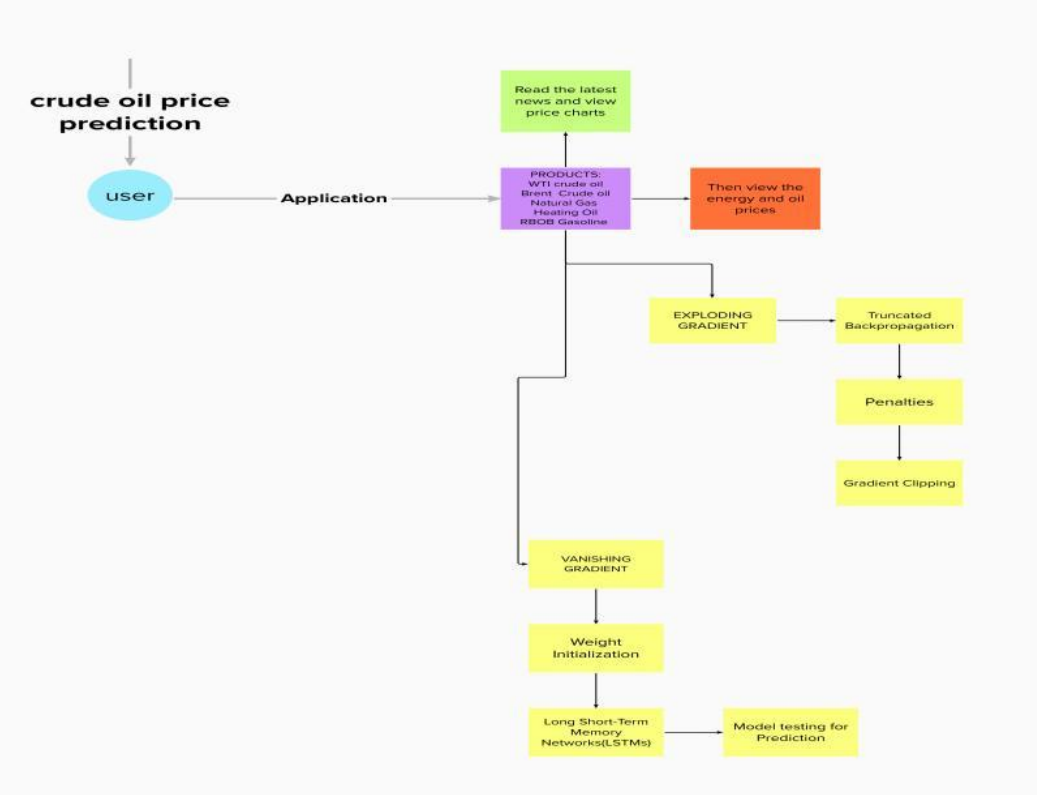 crude oil price
prediction
user
Application
Read the latest
news and view
price charts
PRODUCTS:
WTI crude oil
Brent Crude oil
Natural Gas
Heating Oil
RBOB Gasoline
Then view the
energy and oil
prices
EXPLODING
GRADIENT
Truncated
Backpropagation
Penalties
Gradient Clipping
VANISHING
GRADIENT
Weight
Initialization
Long Short-Term
Memory
Networks(LSTMs)
Model testing for
Prediction